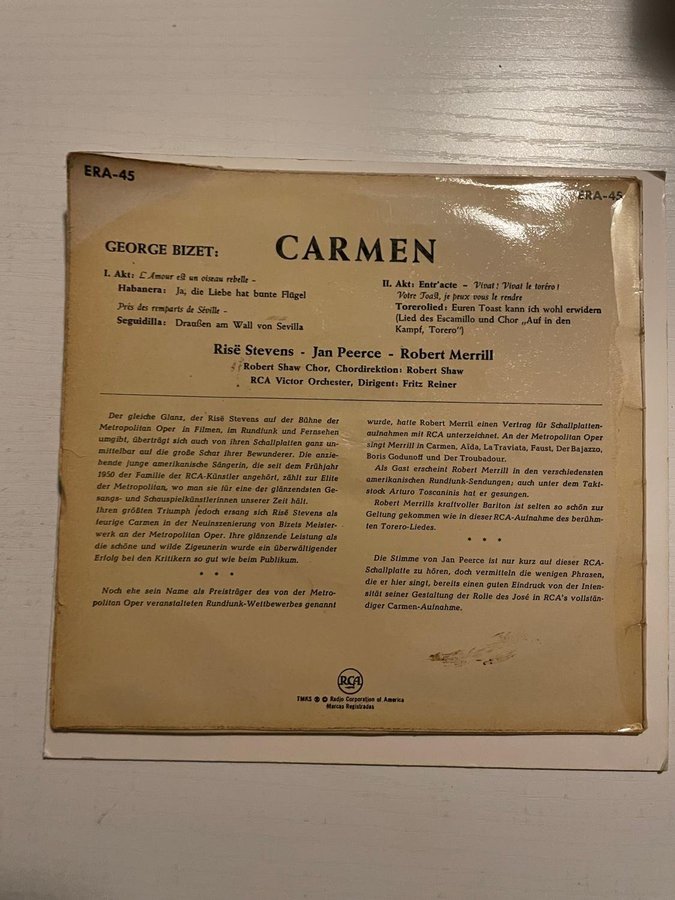 ERA-45
ERA-45
GEORGE BIZET:
CARMEN
I. Akt: L'Amour est un oiseau rebelle -
Habanera: Ja, die Liebe hat bunte Flügel
Près des remparts de Séville -
Seguidilla: Draußen am Wall von Sevilla
II. Akt: Entr'acte - Vivat! Vivat le toréro!
Votre Toast, je peux vous le rendre
Torerolied: Euren Toast kann ich wohl erwidern
(Lied des Escamillo und Chor „Auf in den
Kampf, Torero")
Risë Stevens - Jan Peerce - Robert Merrill
Robert Shaw Chor, Chordirektion: Robert Shaw
RCA Victor Orchester, Dirigent: Fritz Reiner
Der gleiche Glanz, der Risë Stevens auf der Bühne der
Metropolitan Oper in Filmen, im Rundfunk und Fernsehen
umgibt, überträgt sich auch von ihren Schallplatten ganz un-
mittelbar auf die große Schar ihrer Bewunderer. Die anzie-
hende junge amerikanische Sängerin, die seit dem Frühjahr
1950 der Familie der RCA-Künstler angehört, zählt zur Elite
der Metropolitan, wo man sie für eine der glänzendsten Ge-
sangs- und Schauspielkünstlerinnen unserer Zeit hält.
Ihren größten Triumph jedoch ersang sich Risë Stevens als
feurige Carmen in der Neuinszenierung von Bizets Meister-
werk an der Metropolitan Oper. Ihre glänzende Leistung als
die schöne und wilde Zigeunerin wurde ein überwältigender
Erfolg bei den Kritikern so gut wie beim Publikum.
* * *
Noch ehe sein Name als Preisträger des von der Metro-
politan Oper veranstalteten Rundfunk-Wettbewerbes genannt
wurde, hatte Robert Merril einen Vertrag für Schallplatten-
aufnahmen mit RCA unterzeichnet. An der Metropolitan Oper
singt Merrill in Carmen, Aïda, La Traviata, Faust, Der Bajazzo,
Boris Godunoff und Der Troubadour.
Als Gast erscheint Robert Merrill in den verschiedensten
amerikanischen Rundfunk-Sendungen; auch unter dem Takt-
stock Arturo Toscaninis hat er gesungen.
Robert Merrills kraftvoller Bariton ist selten so schön zur
Geltung gekommen wie in dieser RCA-Aufnahme des berühm-
ten Torero-Liedes.
* * *
Die Stimme von Jan Peerce ist nur kurz auf dieser RCA-
Schallplatte zu hören, doch vermitteln die wenigen Phrasen,
die er hier singt, bereits einen guten Eindruck von der Inten-
sität seiner Gestaltung der Rolle des José in RCA's vollstän-
diger Carmen-Aufnahme.
RCA
TMKS ® © Radio Corporation of America
Marcas Registradas